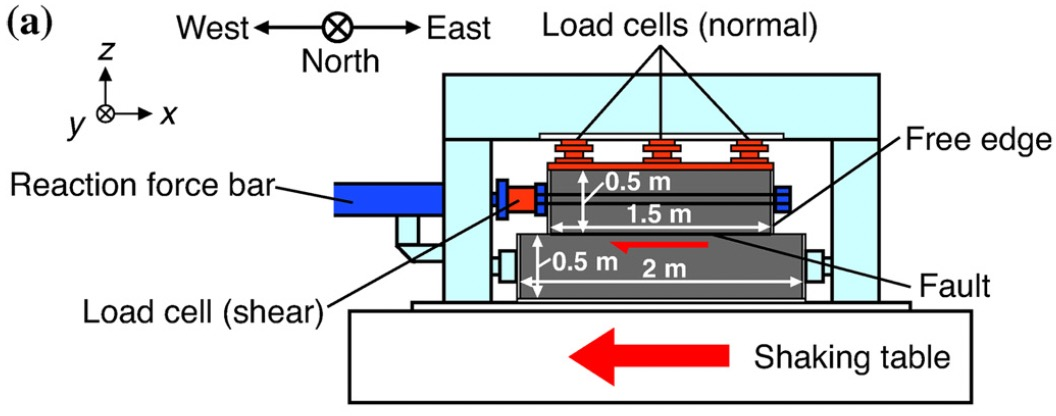 (a)
West
East
North
Load cells (normal)
z
y
x
Free edge
Reaction force bar
0.5 m
1.5 m
0.5 m
2 m
Fault
Load cell (shear)
Shaking table